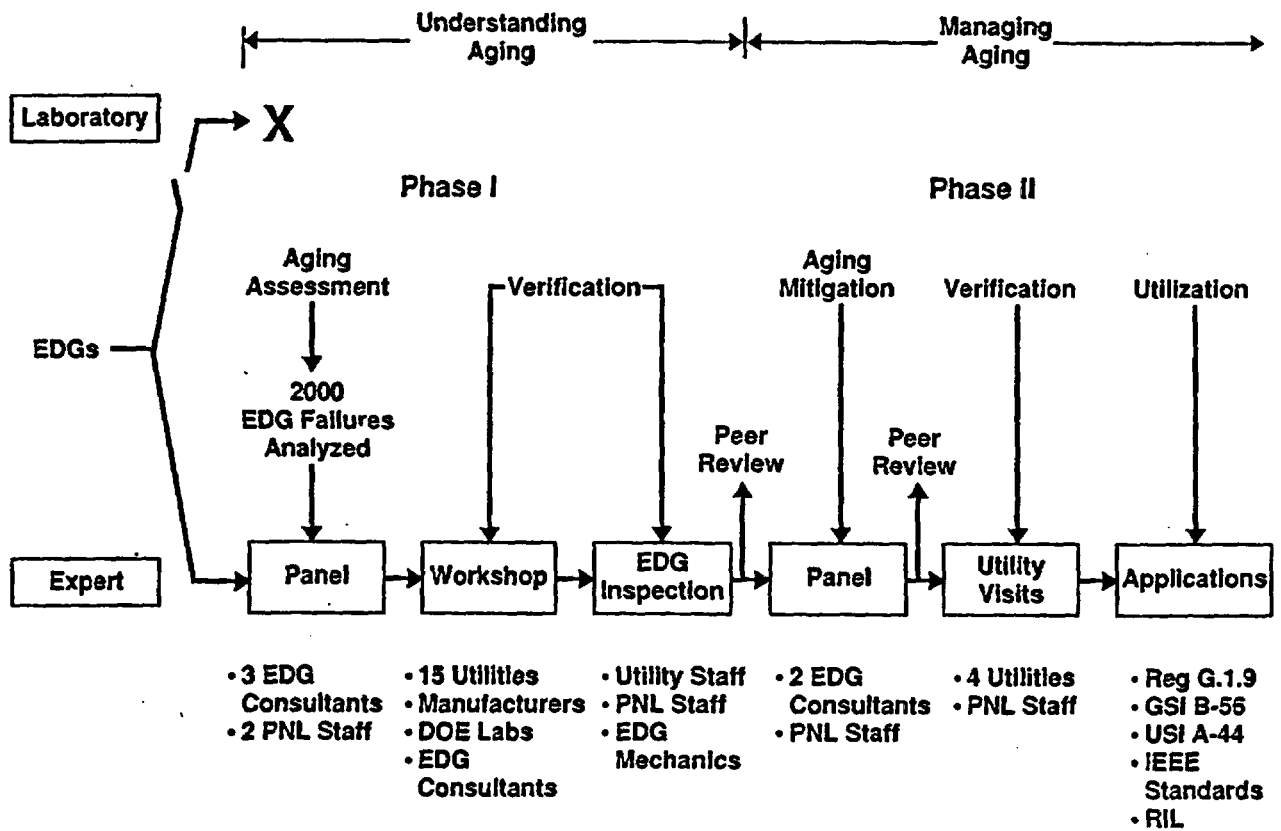 Understanding
Aging
Managing
Aging
Laboratory
X
Phase I
Phase II
Aging
Assessment
Verification
Aging
Mitigation
Verification
Utilization
EDGs
2000
EDG Failures
Analyzed
Peer
Review
Peer
Review
Expert
Panel
Workshop
EDG
Inspection
Panel
Utility
Visits
Applications
• 3 EDG
Consultants
• 2 PNL Staff
• 15 Utilities
• Manufacturers
• DOE Labs
• EDG
Consultants
• Utility Staff
• PNL Staff
• EDG
Mechanics
• 2 EDG
Consultants
• PNL Staff
• 4 Utilities
• PNL Staff
• Reg G.1.9
• GSI B-56
• USI A-44
• IEEE
Standards
• RIL